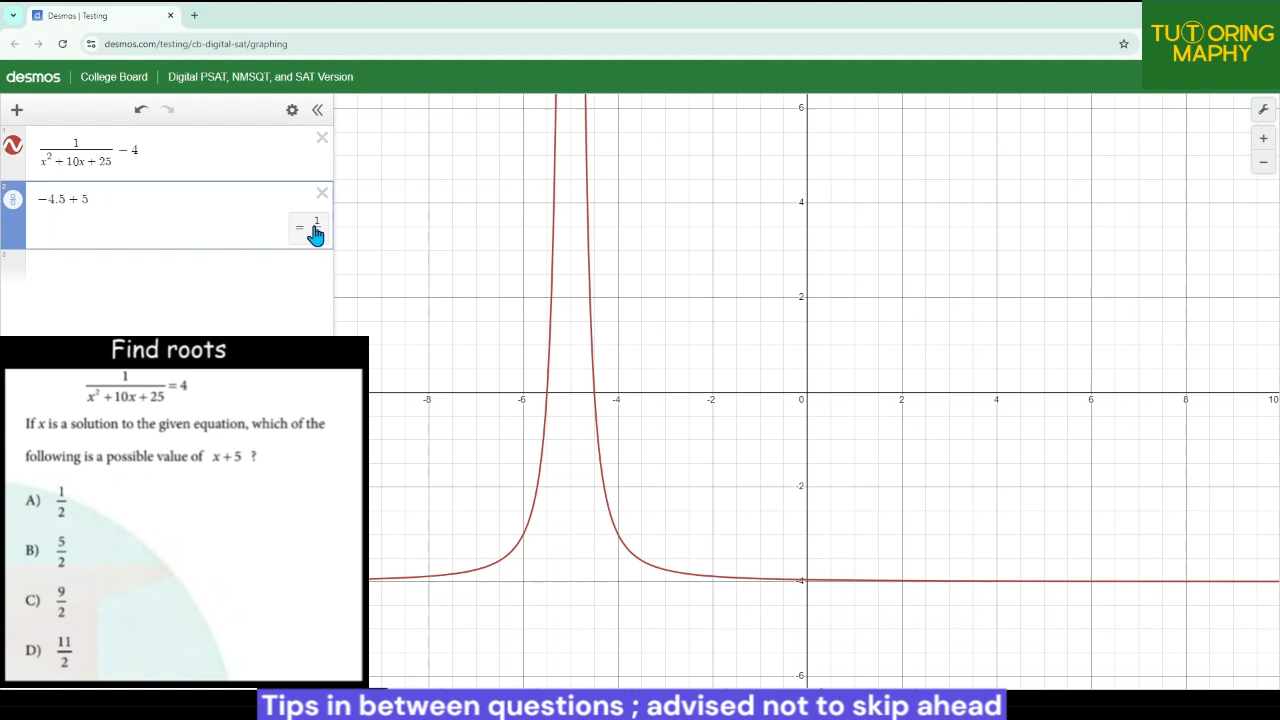 Desmos | Testing
desmos.com/testing/cb-digital-sat/graphing
TUTORING
MAPHY
desmos
College Board
Digital PSAT, NMSQT, and SAT Version
1
1
x² + 10x + 25
− 4
2
−4.5 + 5
= 1
3
6
4
2
-8
-6
-4
-2
0
2
4
6
8
10
-2
-4
-6
Find roots
1
x² + 10x + 25
= 4
If x is a solution to the given equation, which of the
following is a possible value of x + 5 ?
A) 1/2
B) 5/2
C) 9/2
D) 11/2
Tips in between questions ; advised not to skip ahead